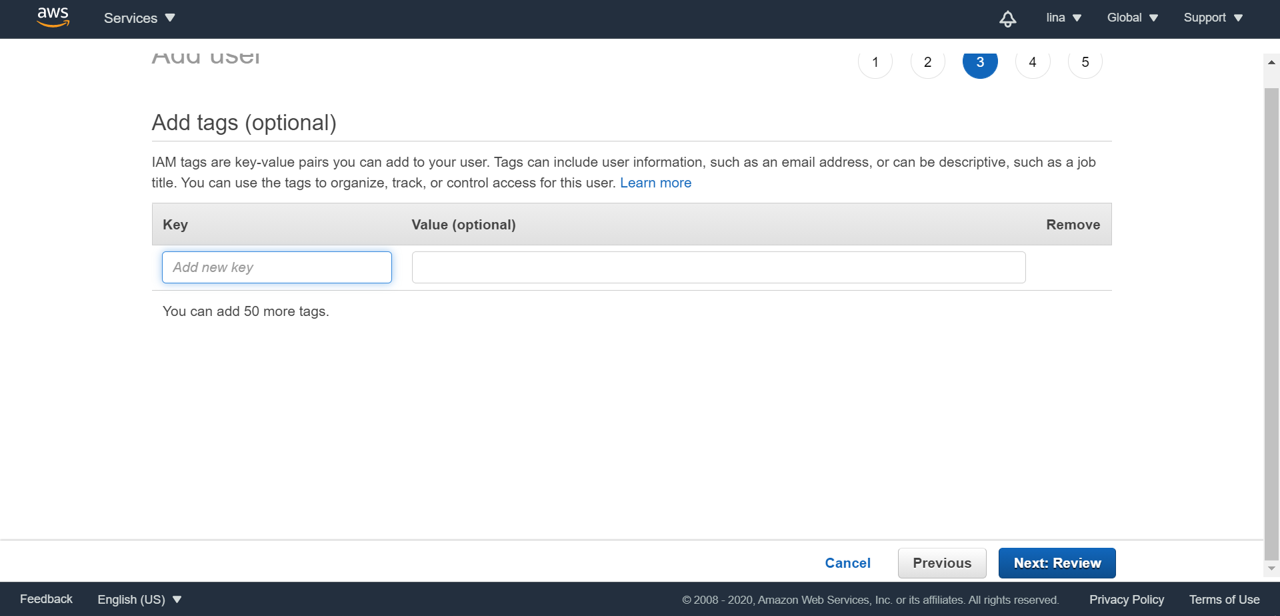 aws Services lina Global Support
Add user 1 2 3 4 5
Add tags (optional)
IAM tags are key-value pairs you can add to your user. Tags can include user information, such as an email address, or can be descriptive, such as a job
title. You can use the tags to organize, track, or control access for this user. Learn more
Key Value (optional) Remove
Add new key
You can add 50 more tags.
Cancel Previous Next: Review
Feedback English (US) © 2008 - 2020, Amazon Web Services, Inc. or its affiliates. All rights reserved. Privacy Policy Terms of Use